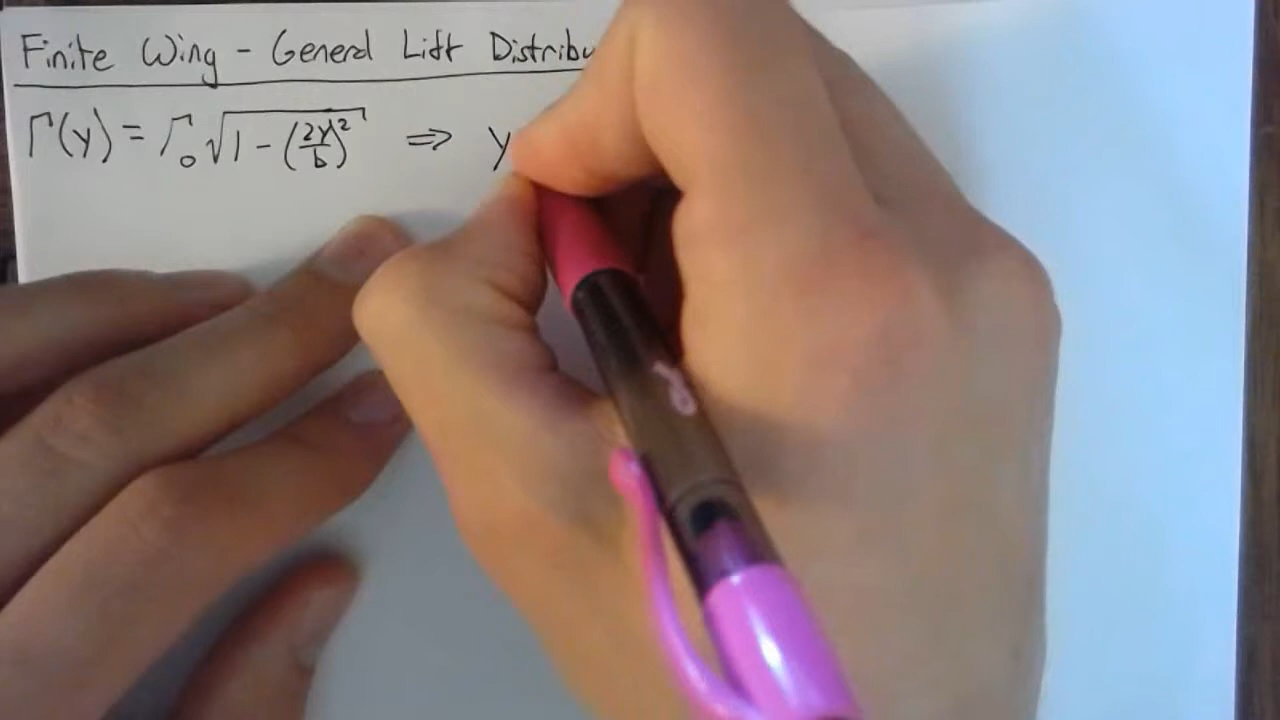 Finite Wing - General Lift Distribu
Γ(y) = Γ₀ √(1 - (2y/b)²) ⇒ y